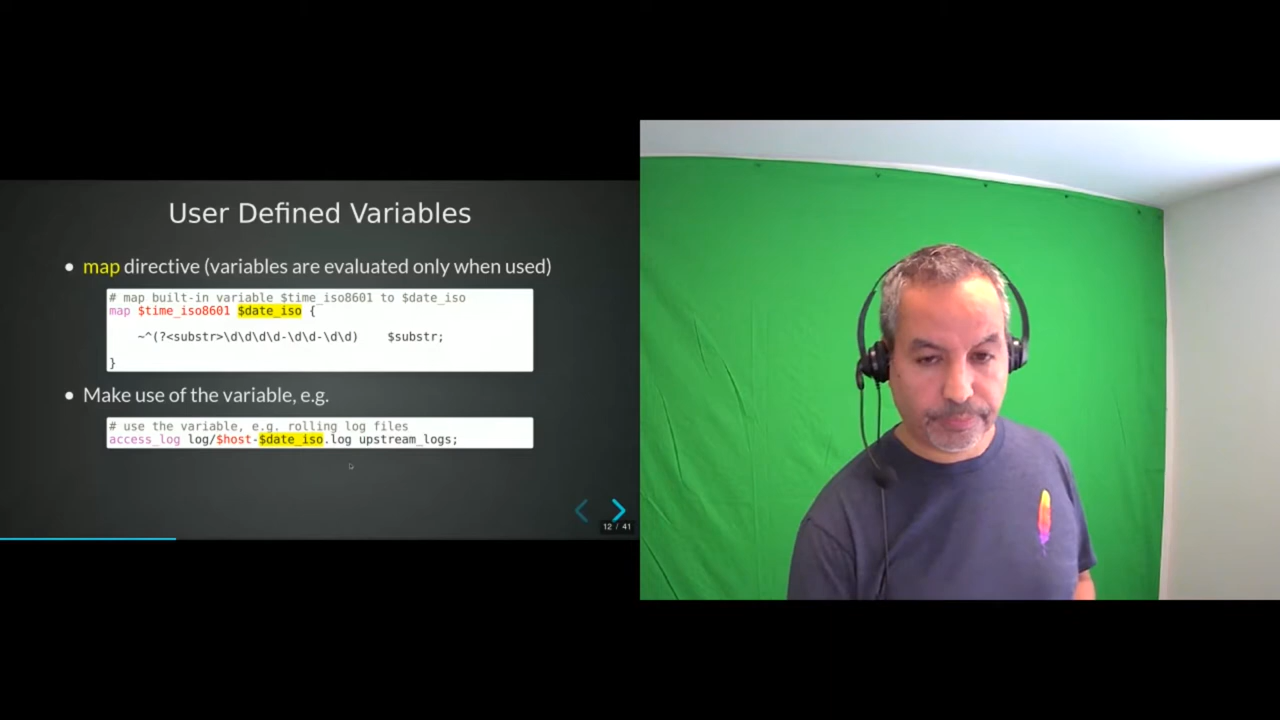 User Defined Variables
• map directive (variables are evaluated only when used)
# map built-in variable $time_iso8601 to $date_iso
map $time_iso8601 $date_iso {
~^(?<substr>\d\d\d\d-\d\d-\d\d) $substr;
}
• Make use of the variable, e.g.
# use the variable, e.g. rolling log files
access_log log/$host-$date_iso.log upstream_logs;
12 / 41